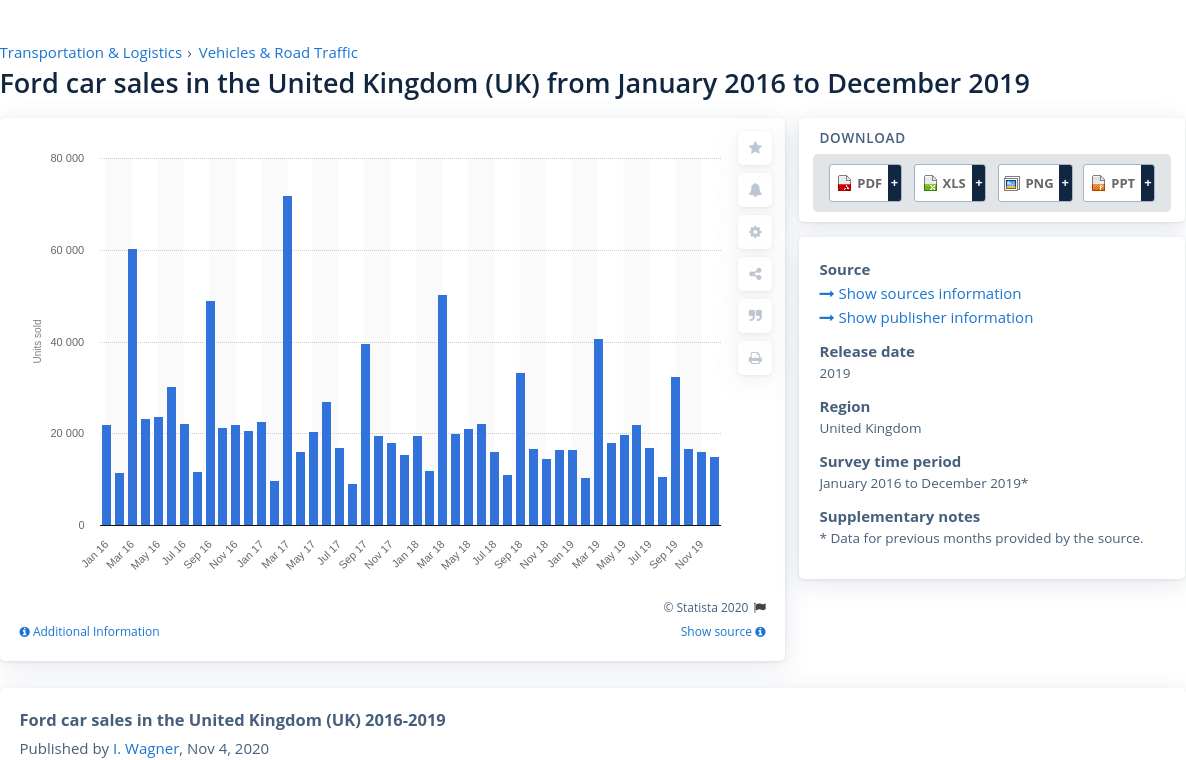 Transportation & Logistics › Vehicles & Road Traffic
Ford car sales in the United Kingdom (UK) from January 2016 to December 2019
80 000
60 000
40 000
20 000
0
Units sold
Jan 16
Mar 16
May 16
Jul 16
Sep 16
Nov 16
Jan 17
Mar 17
May 17
Jul 17
Sep 17
Nov 17
Jan 18
Mar 18
May 18
Jul 18
Sep 18
Nov 18
Jan 19
Mar 19
May 19
Jul 19
Sep 19
Nov 19
© Statista 2020
Additional Information
Show source
DOWNLOAD
PDF + XLS + PNG + PPT +
Source
Show sources information
Show publisher information
Release date
2019
Region
United Kingdom
Survey time period
January 2016 to December 2019*
Supplementary notes
* Data for previous months provided by the source.
Ford car sales in the United Kingdom (UK) 2016-2019
Published by I. Wagner, Nov 4, 2020